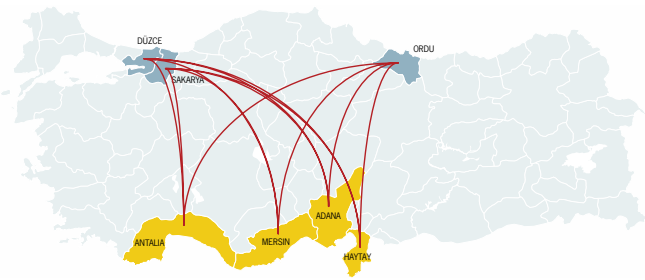 DÜZCE
ORDU
SAKARYA
ADANA
ANTALIA
MERSIN
HAYTAY